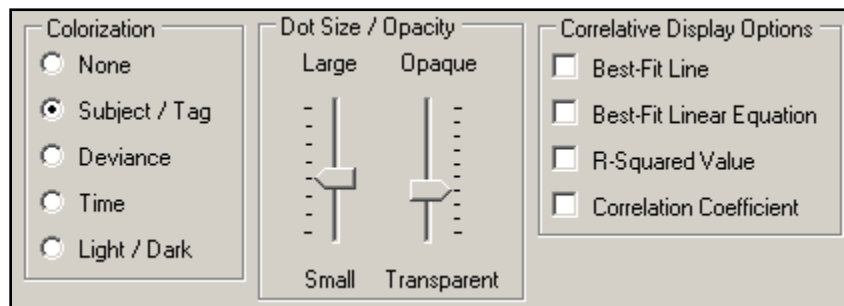 Colorization
None
Subject / Tag
Deviance
Time
Light / Dark
Dot Size / Opacity
Large Opaque
Small Transparent
Correlative Display Options
Best-Fit Line
Best-Fit Linear Equation
R-Squared Value
Correlation Coefficient